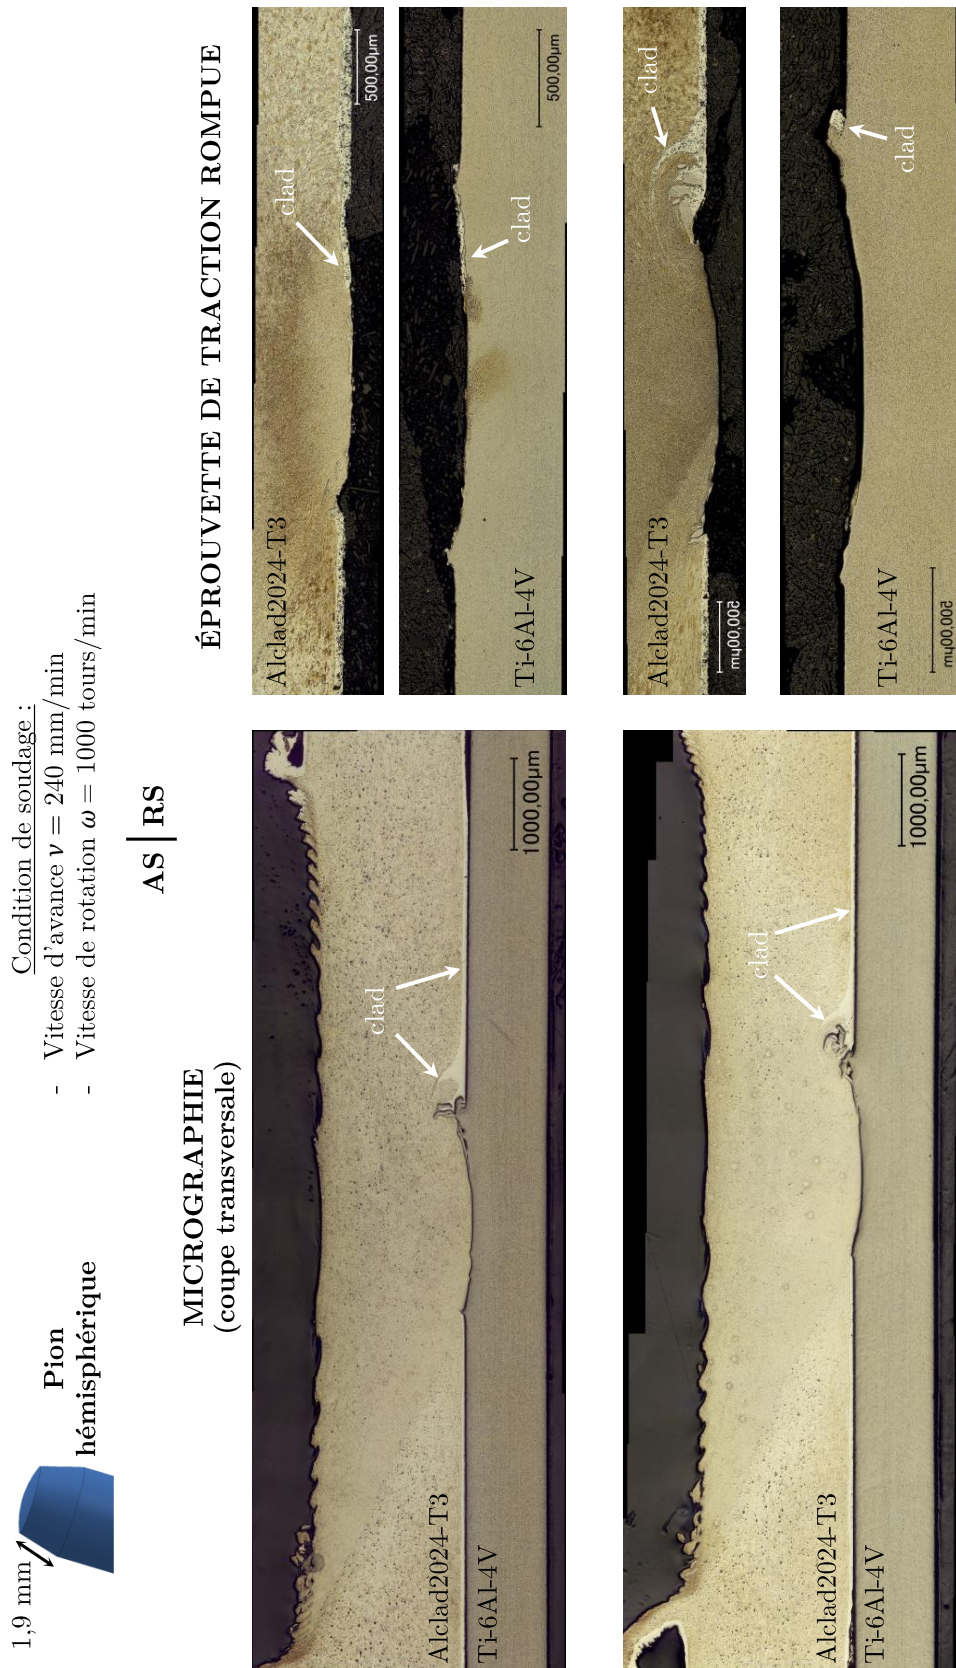 1,9 mm
Pion
hémisphérique
Condition de soudage :
- Vitesse d'avance ν = 240 mm/min
- Vitesse de rotation ω = 1000 tours/min
AS | RS
MICROGRAPHIE
(coupe transversale)
ÉPROUVETTE DE TRACTION ROMPUE
Alclad2024-T3
Ti-6Al-4V
clad
1000,00µm
Alclad2024-T3
clad
500,00µm
Ti-6Al-4V
clad
500,00µm
Alclad2024-T3
Ti-6Al-4V
clad
1000,00µm
Alclad2024-T3
clad
500,00µm
Ti-6Al-4V
clad
500,00µm